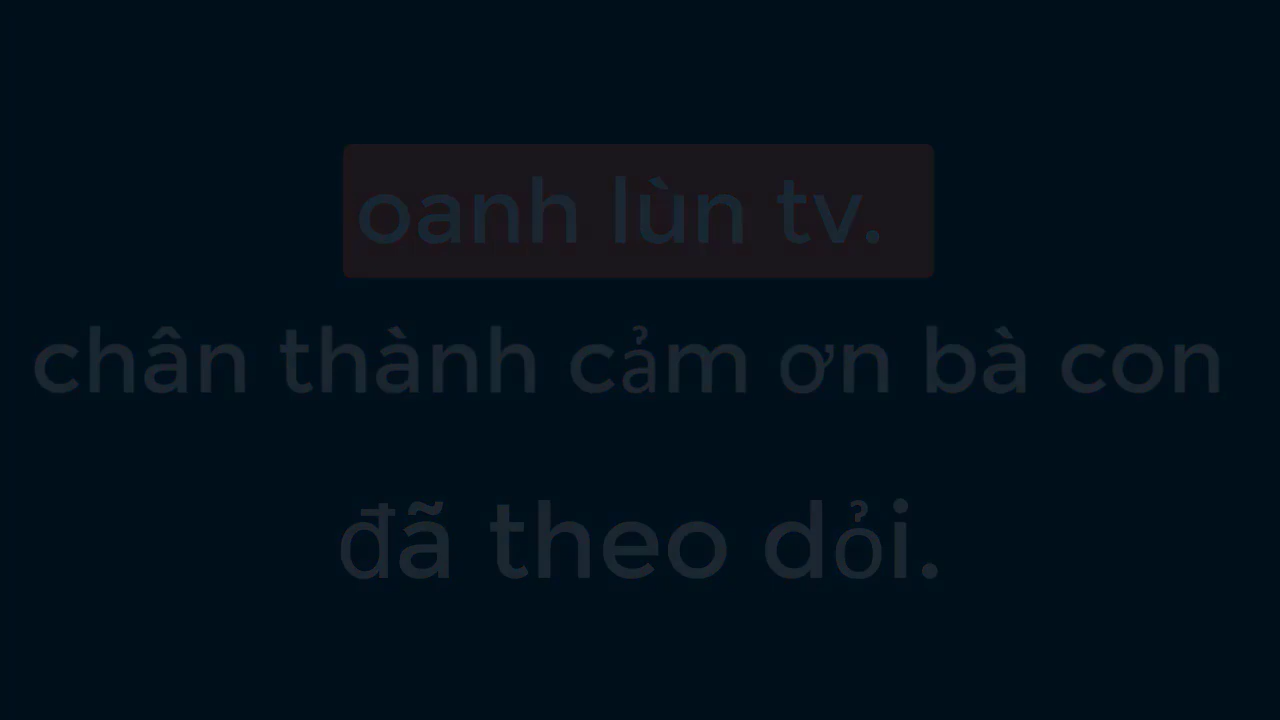 oanh lùn tv.
chân thành cảm ơn bà con
đã theo dỏi.